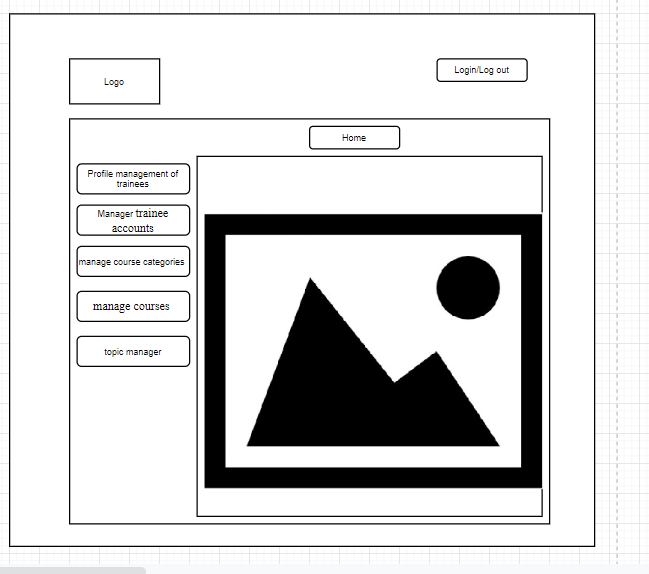 Logo
Login/Log out
Home
Profile management of
trainees
Manager trainee
accounts
manage course categories
manage courses
topic manager